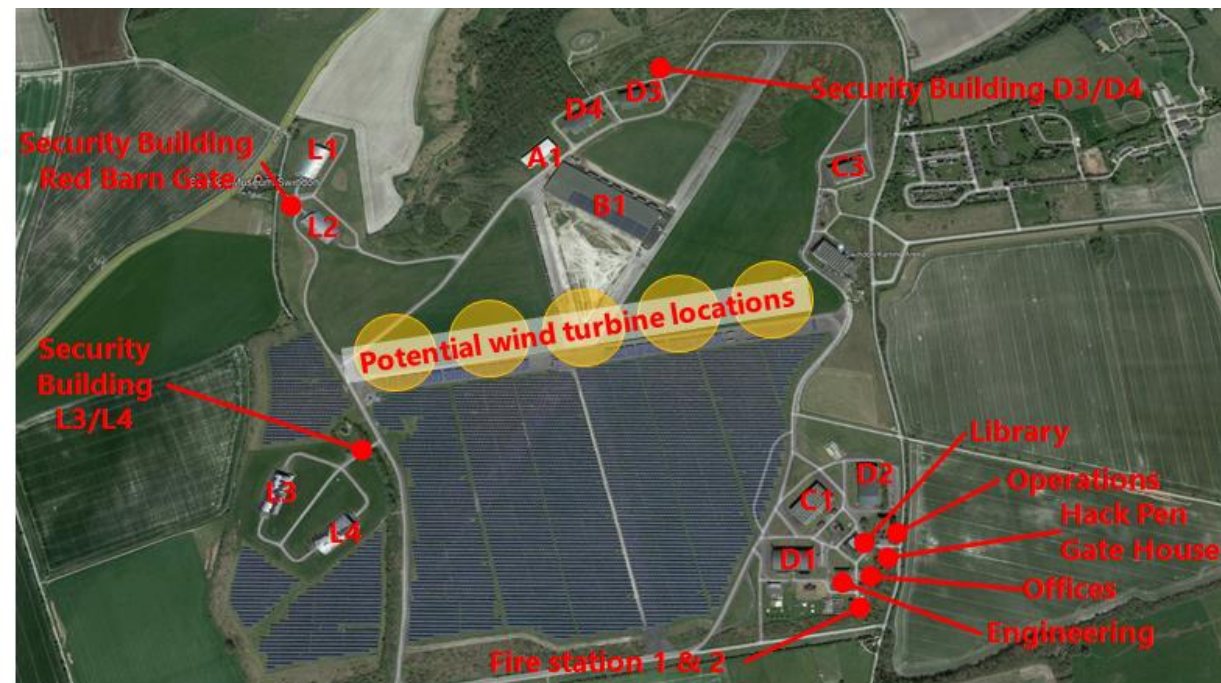 Security Building D3/D4
D3
D4
Security Building
Red Barn Gate
L1
A1
C3
Museum, Swindon
B1
L2
Potential wind turbine locations
Security
Building
L3/L4
Library
D2
Operations
L3
C1
Hack Pen
Gate House
L4
D1
Offices
Engineering
Fire station 1 & 2